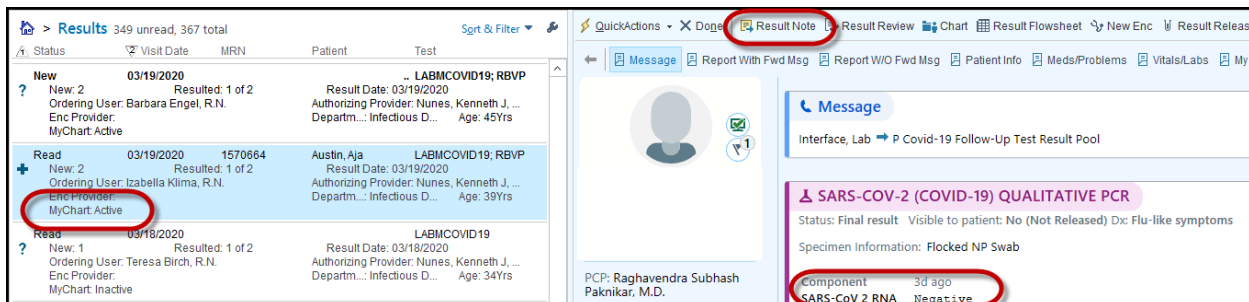 > Results 349 unread, 367 total Sort & Filter
Status Visit Date MRN Patient Test
New 03/19/2020 .. LABMCOVID19; RBVP
? New: 2 Resulted: 1 of 2 Result Date: 03/19/2020
Ordering User: Barbara Engel, R.N. Authorizing Provider: Nunes, Kenneth J, ...
Enc Provider: Departm...: Infectious D... Age: 45Yrs
MyChart: Active
Read 03/19/2020 1570664 Austin, Aja LABMCOVID19; RBVP
New: 2 Resulted: 1 of 2 Result Date: 03/19/2020
Ordering User: Izabella Klima, R.N. Authorizing Provider: Nunes, Kenneth J, ...
Enc Provider: Departm...: Infectious D... Age: 39Yrs
MyChart: Active
Read 03/18/2020 LABMCOVID19
? New: 1 Resulted: 1 of 2 Result Date: 03/18/2020
Ordering User: Teresa Birch, R.N. Authorizing Provider: Nunes, Kenneth J, ...
Enc Provider: Departm...: Infectious D... Age: 34Yrs
MyChart: Inactive
QuickActions Done Result Note Result Review Chart Result Flowsheet New Enc Result Releas
Message Report With Fwd Msg Report W/O Fwd Msg Patient Info Meds/Problems Vitals/Labs My
1
PCP: Raghavendra Subhash
Paknikar, M.D.
Message
Interface, Lab → P Covid-19 Follow-Up Test Result Pool
SARS-COV-2 (COVID-19) QUALITATIVE PCR
Status: Final result Visible to patient: No (Not Released) Dx: Flu-like symptoms
Specimen Information: Flocked NP Swab
Component 3d ago
SARS-CoV 2 RNA Negative